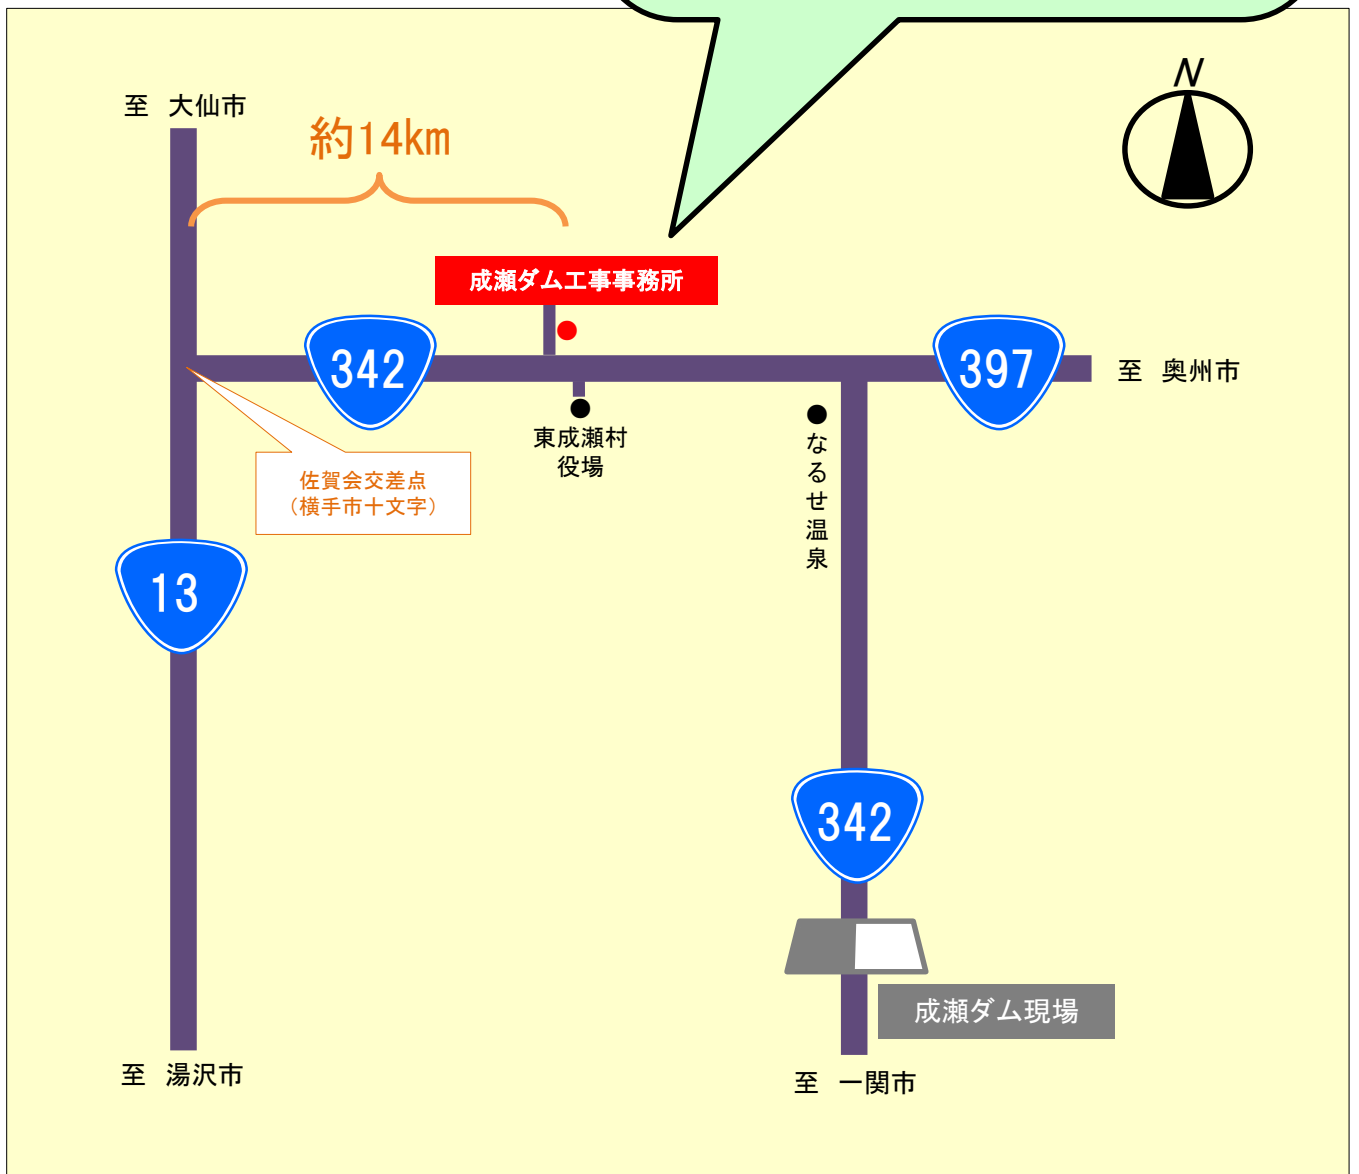 N
至 大仙市
約14km
成瀬ダム工事事務所
342
397
至 奥州市
東成瀬村
役場
なるせ温泉
佐賀会交差点
（横手市十文字）
13
342
成瀬ダム現場
至 湯沢市
至 一関市